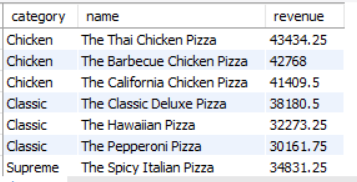 category name revenue
Chicken The Thai Chicken Pizza 43434.25
Chicken The Barbecue Chicken Pizza 42768
Chicken The California Chicken Pizza 41409.5
Classic The Classic Deluxe Pizza 38180.5
Classic The Hawaiian Pizza 32273.25
Classic The Pepperoni Pizza 30161.75
Supreme The Spicy Italian Pizza 34831.25